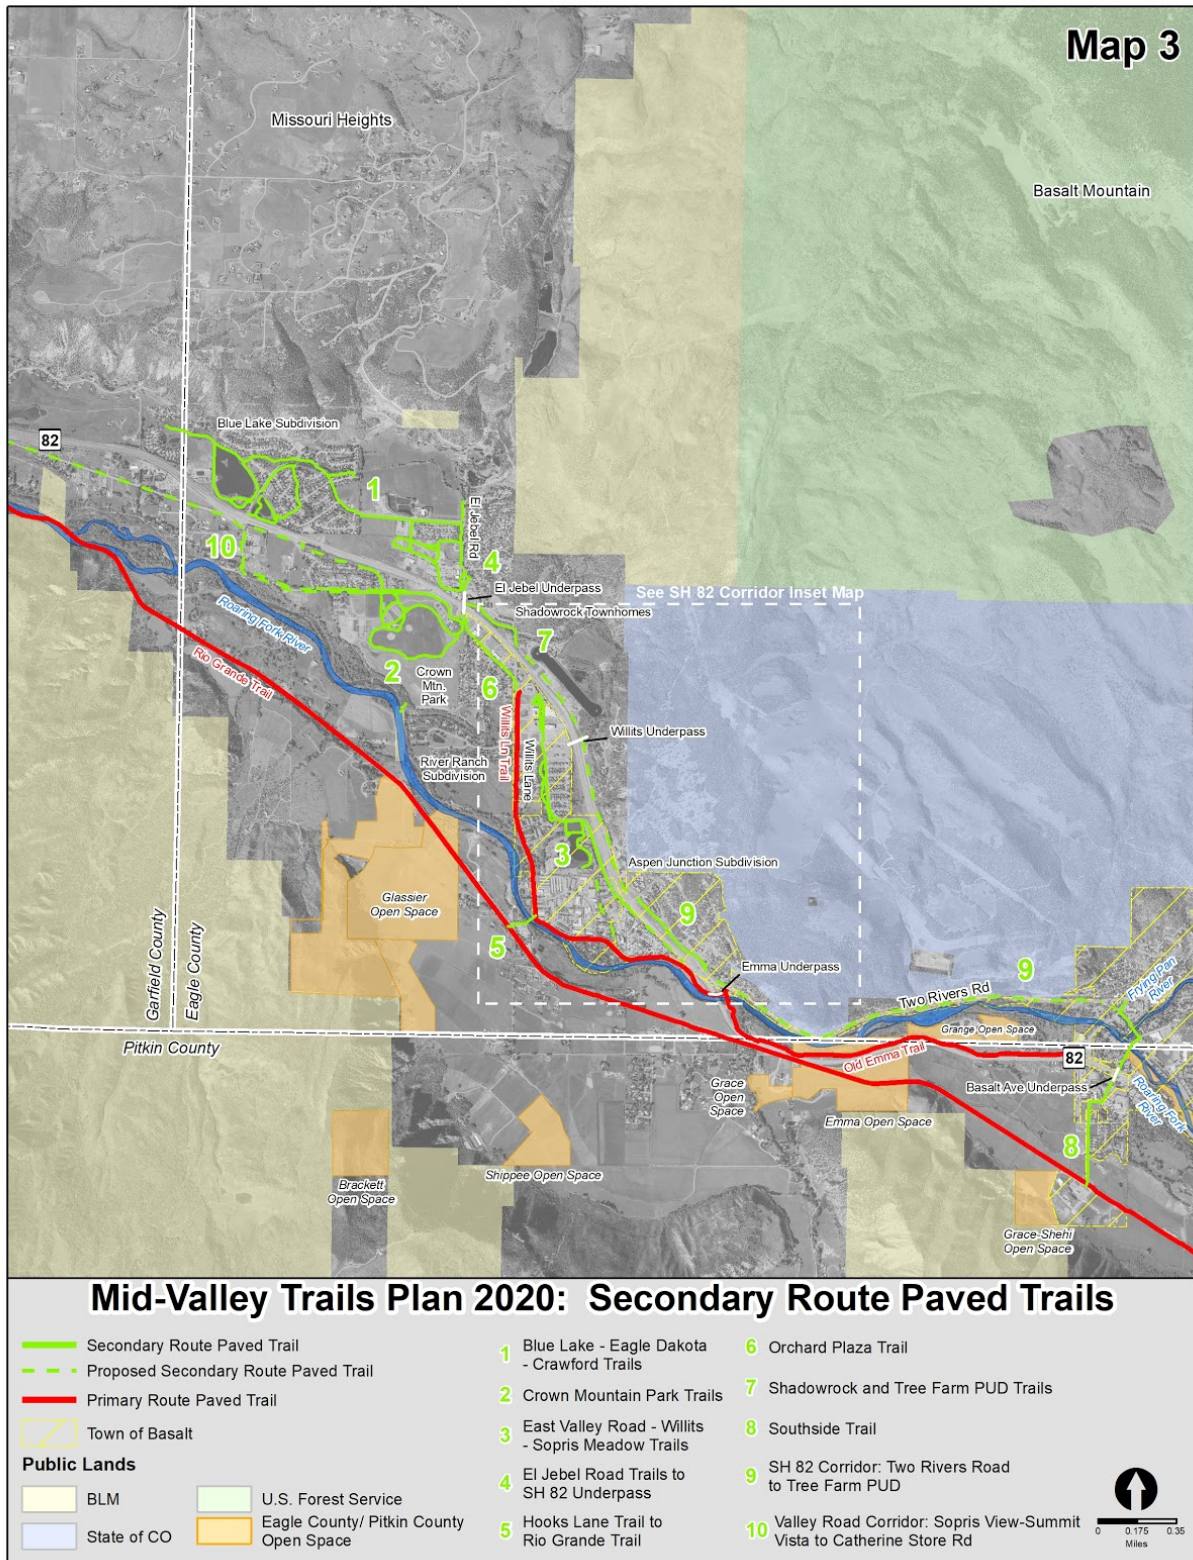 Map 3
Missouri Heights
Basalt Mountain
Blue Lake Subdivision
82
1
El Jebel Rd
10
4
El Jebel Underpass
See SH 82 Corridor Inset Map
Shadowrock Townhomes
Roaring Fork River
7
Rio Grande Trail
2
Crown
Mtn.
Park
6
Willits Ln Trail
Willits Lane
Willits Underpass
River Ranch
Subdivision
3
Aspen Junction Subdivision
Glassier
Open Space
9
5
Garfield County
Eagle County
Emma Underpass
9
Two Rivers Rd
Frying Pan
River
Grange Open Space
Pitkin County
Old Emma Trail
82
Basalt Ave Underpass
Roaring Fork
River
Grace
Open
Space
Emma Open Space
8
Shippee Open Space
Brackett
Open Space
Grace-Shehi
Open Space
Mid-Valley Trails Plan 2020: Secondary Route Paved Trails
Secondary Route Paved Trail
Proposed Secondary Route Paved Trail
Primary Route Paved Trail
Town of Basalt
Public Lands
BLM
U.S. Forest Service
State of CO
Eagle County/ Pitkin County
Open Space
1 Blue Lake - Eagle Dakota
- Crawford Trails
2 Crown Mountain Park Trails
3 East Valley Road - Willits
- Sopris Meadow Trails
4 El Jebel Road Trails to
SH 82 Underpass
5 Hooks Lane Trail to
Rio Grande Trail
6 Orchard Plaza Trail
7 Shadowrock and Tree Farm PUD Trails
8 Southside Trail
9 SH 82 Corridor: Two Rivers Road
to Tree Farm PUD
10 Valley Road Corridor: Sopris View-Summit
Vista to Catherine Store Rd
0 0.175 0.35
Miles